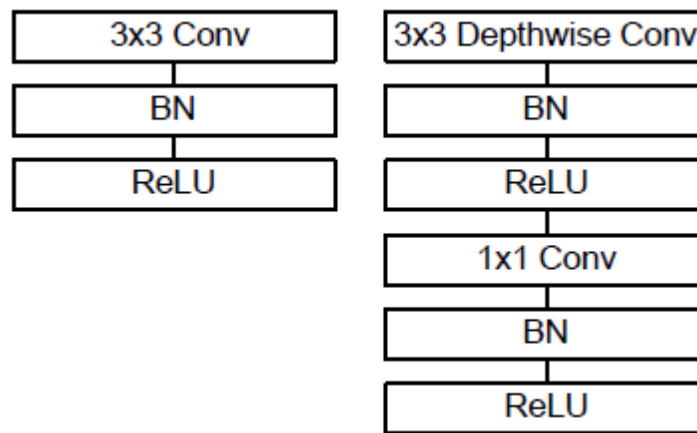 3x3 Conv
BN
ReLU
3x3 Depthwise Conv
BN
ReLU
1x1 Conv
BN
ReLU